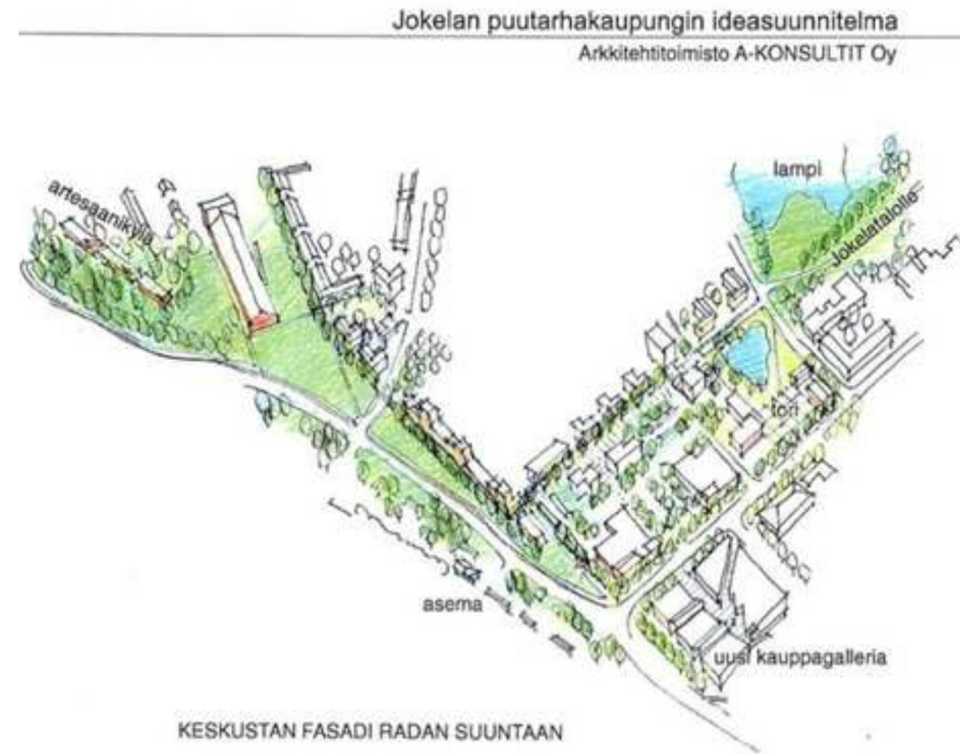 Jokelan puutarhakaupungin ideasuunnitelma
Arkkitehtitoimisto A-KONSULTIT Oy
lampi
artesaanikylä
Jokelatalolle
tori
asema
uusi kauppagalleria
KESKUSTAN FASADI RADAN SUUNTAAN